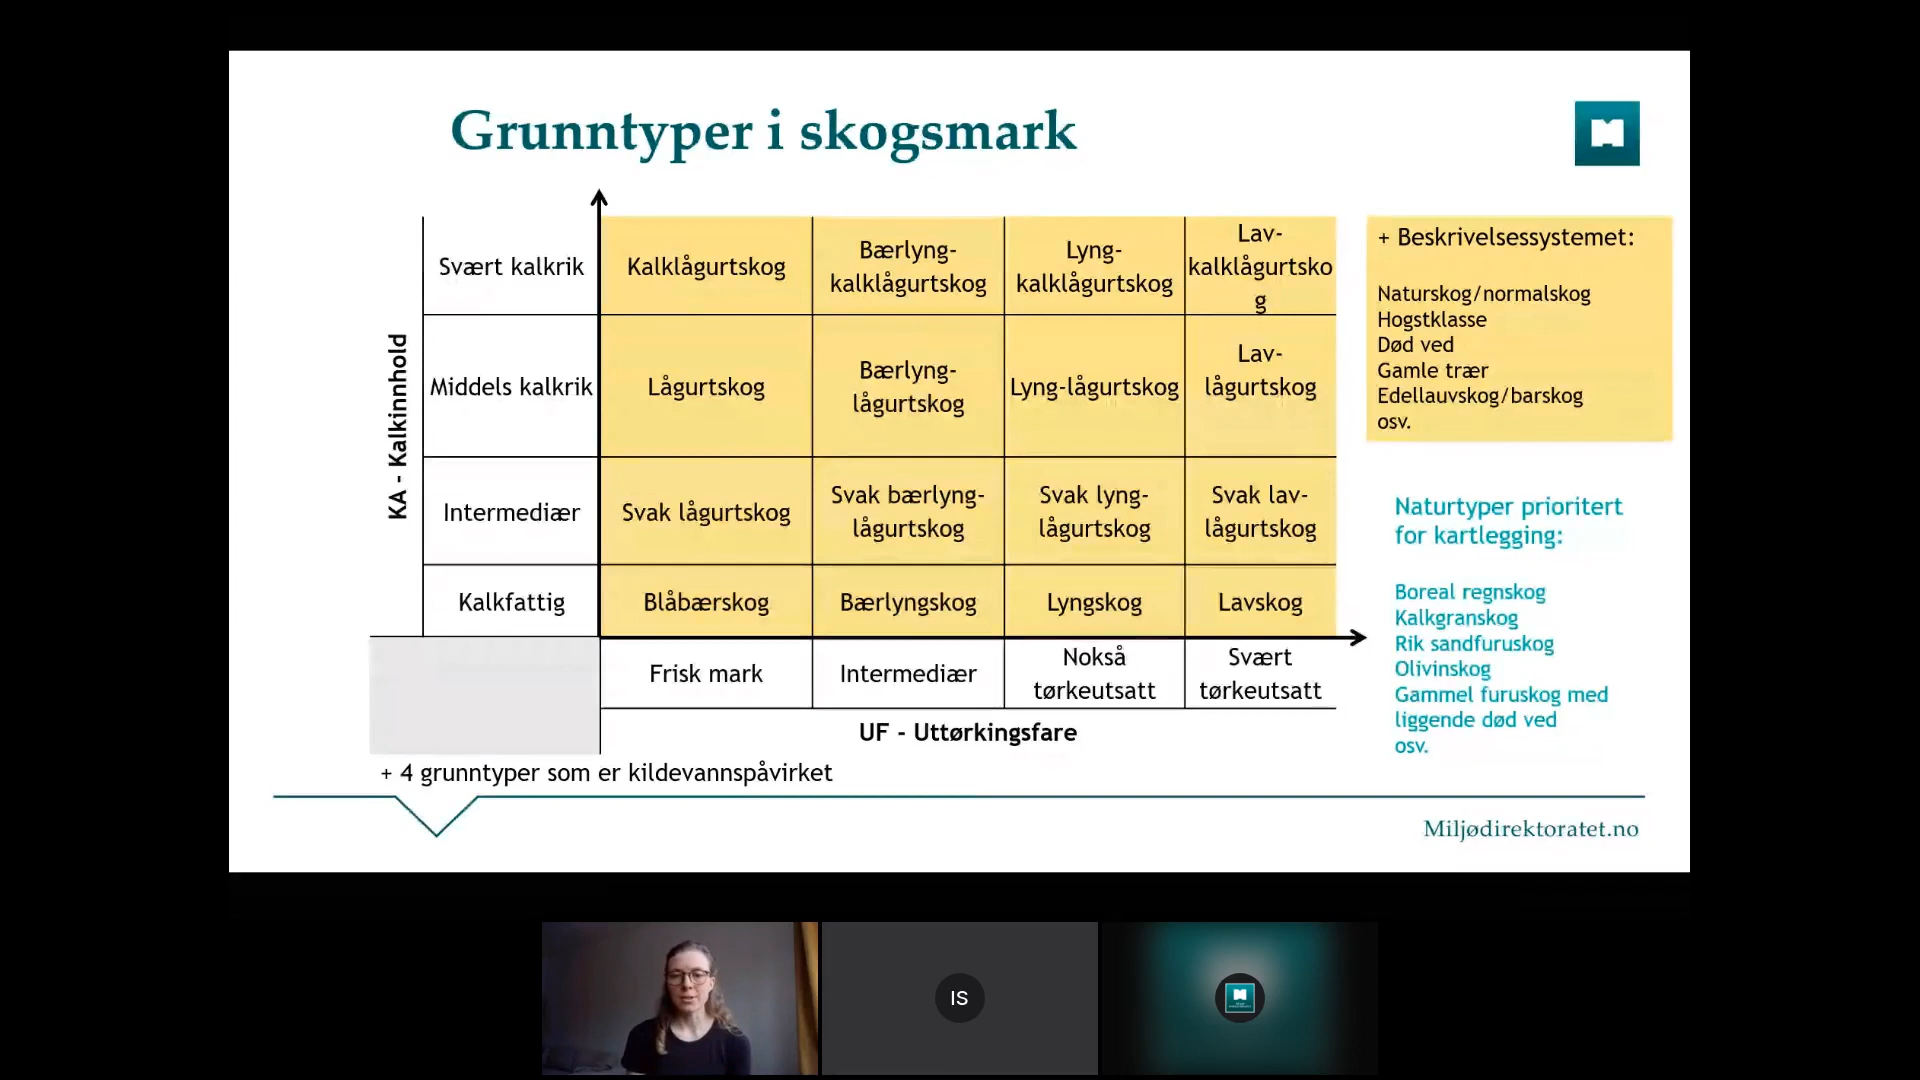 Grunntyper i skogsmark
KA - Kalkinnhold
Svært kalkrik
Kalklågurtskog
Bærlyng-
kalklågurtskog
Lyng-
kalklågurtskog
Lav-
kalklågurtsko
g
Middels kalkrik
Lågurtskog
Bærlyng-
lågurtskog
Lyng-lågurtskog
Lav-
lågurtskog
Intermediær
Svak lågurtskog
Svak bærlyng-
lågurtskog
Svak lyng-
lågurtskog
Svak lav-
lågurtskog
Kalkfattig
Blåbærskog
Bærlyngskog
Lyngskog
Lavskog
Frisk mark
Intermediær
Nokså
tørkeutsatt
Svært
tørkeutsatt
UF - Uttørkingsfare
+ 4 grunntyper som er kildevannspåvirket
+ Beskrivelsessystemet:
Naturskog/normalskog
Hogstklasse
Død ved
Gamle trær
Edellauvskog/barskog
osv.
Naturtyper prioritert
for kartlegging:
Boreal regnskog
Kalkgranskog
Rik sandfuruskog
Olivinskog
Gammel furuskog med
liggende død ved
osv.
Miljødirektoratet.no
IS